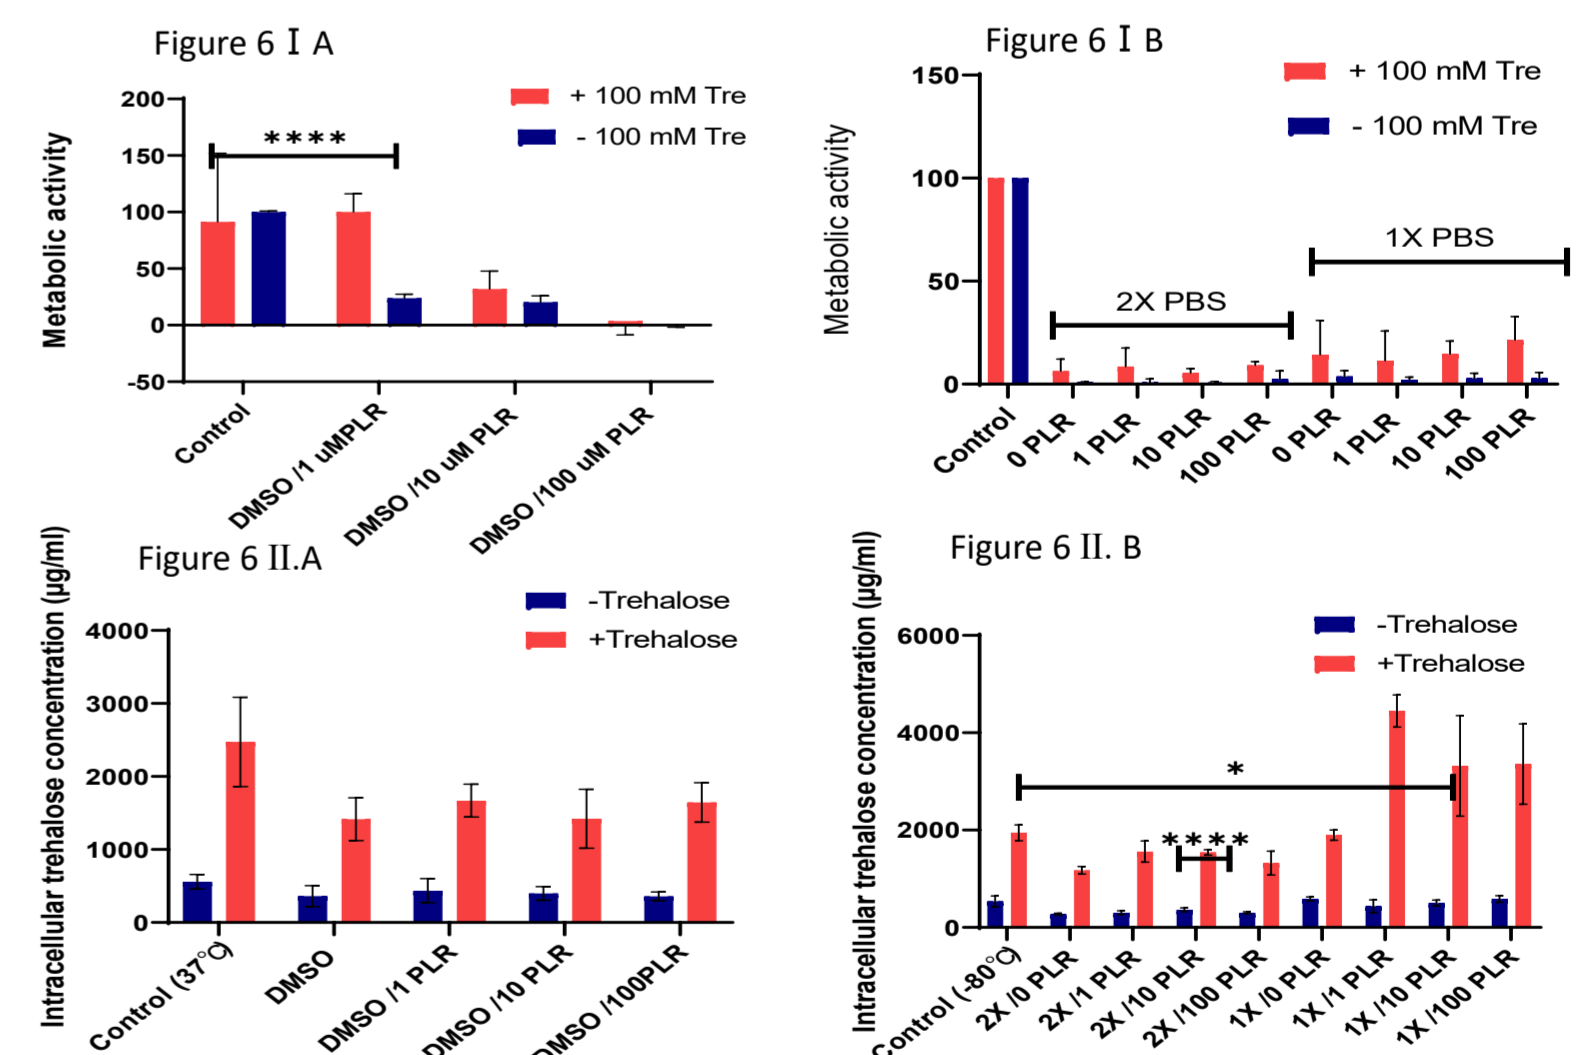 Figure 6 I A
+ 100 mM Tre
- 100 mM Tre
Metabolic activity
200
150
100
50
0
-50
****
Control
DMSO /1 uMPLR
DMSO /10 uM PLR
DMSO /100 uM PLR
Figure 6 I B
+ 100 mM Tre
- 100 mM Tre
Metabolic activity
150
100
50
0
2X PBS
1X PBS
Control
0 PLR
1 PLR
10 PLR
100 PLR
0 PLR
1 PLR
10 PLR
100 PLR
Figure 6 II.A
-Trehalose
+Trehalose
Intracellular trehalose concentration (µg/ml)
4000
3000
2000
1000
0
Control (37℃)
DMSO
DMSO /1 PLR
DMSO /10 PLR
DMSO /100PLR
Figure 6 II. B
-Trehalose
+Trehalose
Intracellular trehalose concentration (µg/ml)
6000
4000
2000
0
*
****
Control (-80℃)
2X /0 PLR
2X /1 PLR
2X /10 PLR
2X /100 PLR
1X /0 PLR
1X /1 PLR
1X /10 PLR
1X /100 PLR